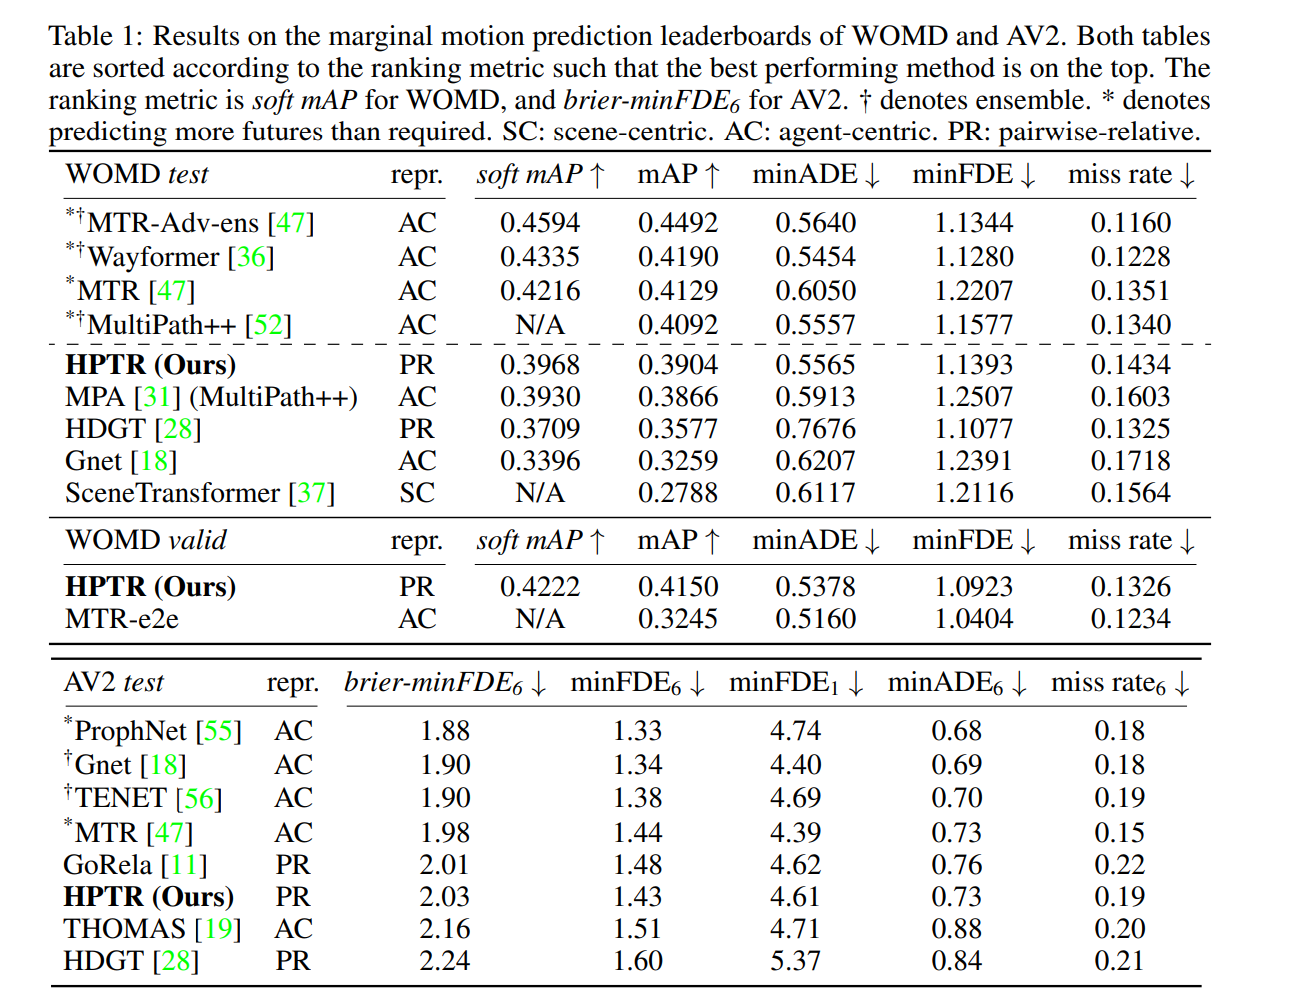 Table 1: Results on the marginal motion prediction leaderboards of WOMD and AV2. Both tables
are sorted according to the ranking metric such that the best performing method is on the top. The
ranking metric is soft mAP for WOMD, and brier-minFDE6 for AV2. † denotes ensemble. * denotes
predicting more futures than required. SC: scene-centric. AC: agent-centric. PR: pairwise-relative.
WOMD test repr. soft mAP ↑ mAP ↑ minADE ↓ minFDE ↓ miss rate ↓
*†MTR-Adv-ens [47] AC 0.4594 0.4492 0.5640 1.1344 0.1160
*†Wayformer [36] AC 0.4335 0.4190 0.5454 1.1280 0.1228
*MTR [47] AC 0.4216 0.4129 0.6050 1.2207 0.1351
*†MultiPath++ [52] AC N/A 0.4092 0.5557 1.1577 0.1340
HPTR (Ours) PR 0.3968 0.3904 0.5565 1.1393 0.1434
MPA [31] (MultiPath++) AC 0.3930 0.3866 0.5913 1.2507 0.1603
HDGT [28] PR 0.3709 0.3577 0.7676 1.1077 0.1325
Gnet [18] AC 0.3396 0.3259 0.6207 1.2391 0.1718
SceneTransformer [37] SC N/A 0.2788 0.6117 1.2116 0.1564
WOMD valid repr. soft mAP ↑ mAP ↑ minADE ↓ minFDE ↓ miss rate ↓
HPTR (Ours) PR 0.4222 0.4150 0.5378 1.0923 0.1326
MTR-e2e AC N/A 0.3245 0.5160 1.0404 0.1234
AV2 test repr. brier-minFDE6 ↓ minFDE6 ↓ minFDE1 ↓ minADE6 ↓ miss rate6 ↓
*ProphNet [55] AC 1.88 1.33 4.74 0.68 0.18
†Gnet [18] AC 1.90 1.34 4.40 0.69 0.18
†TENET [56] AC 1.90 1.38 4.69 0.70 0.19
*MTR [47] AC 1.98 1.44 4.39 0.73 0.15
GoRela [11] PR 2.01 1.48 4.62 0.76 0.22
HPTR (Ours) PR 2.03 1.43 4.61 0.73 0.19
THOMAS [19] AC 2.16 1.51 4.71 0.88 0.20
HDGT [28] PR 2.24 1.60 5.37 0.84 0.21